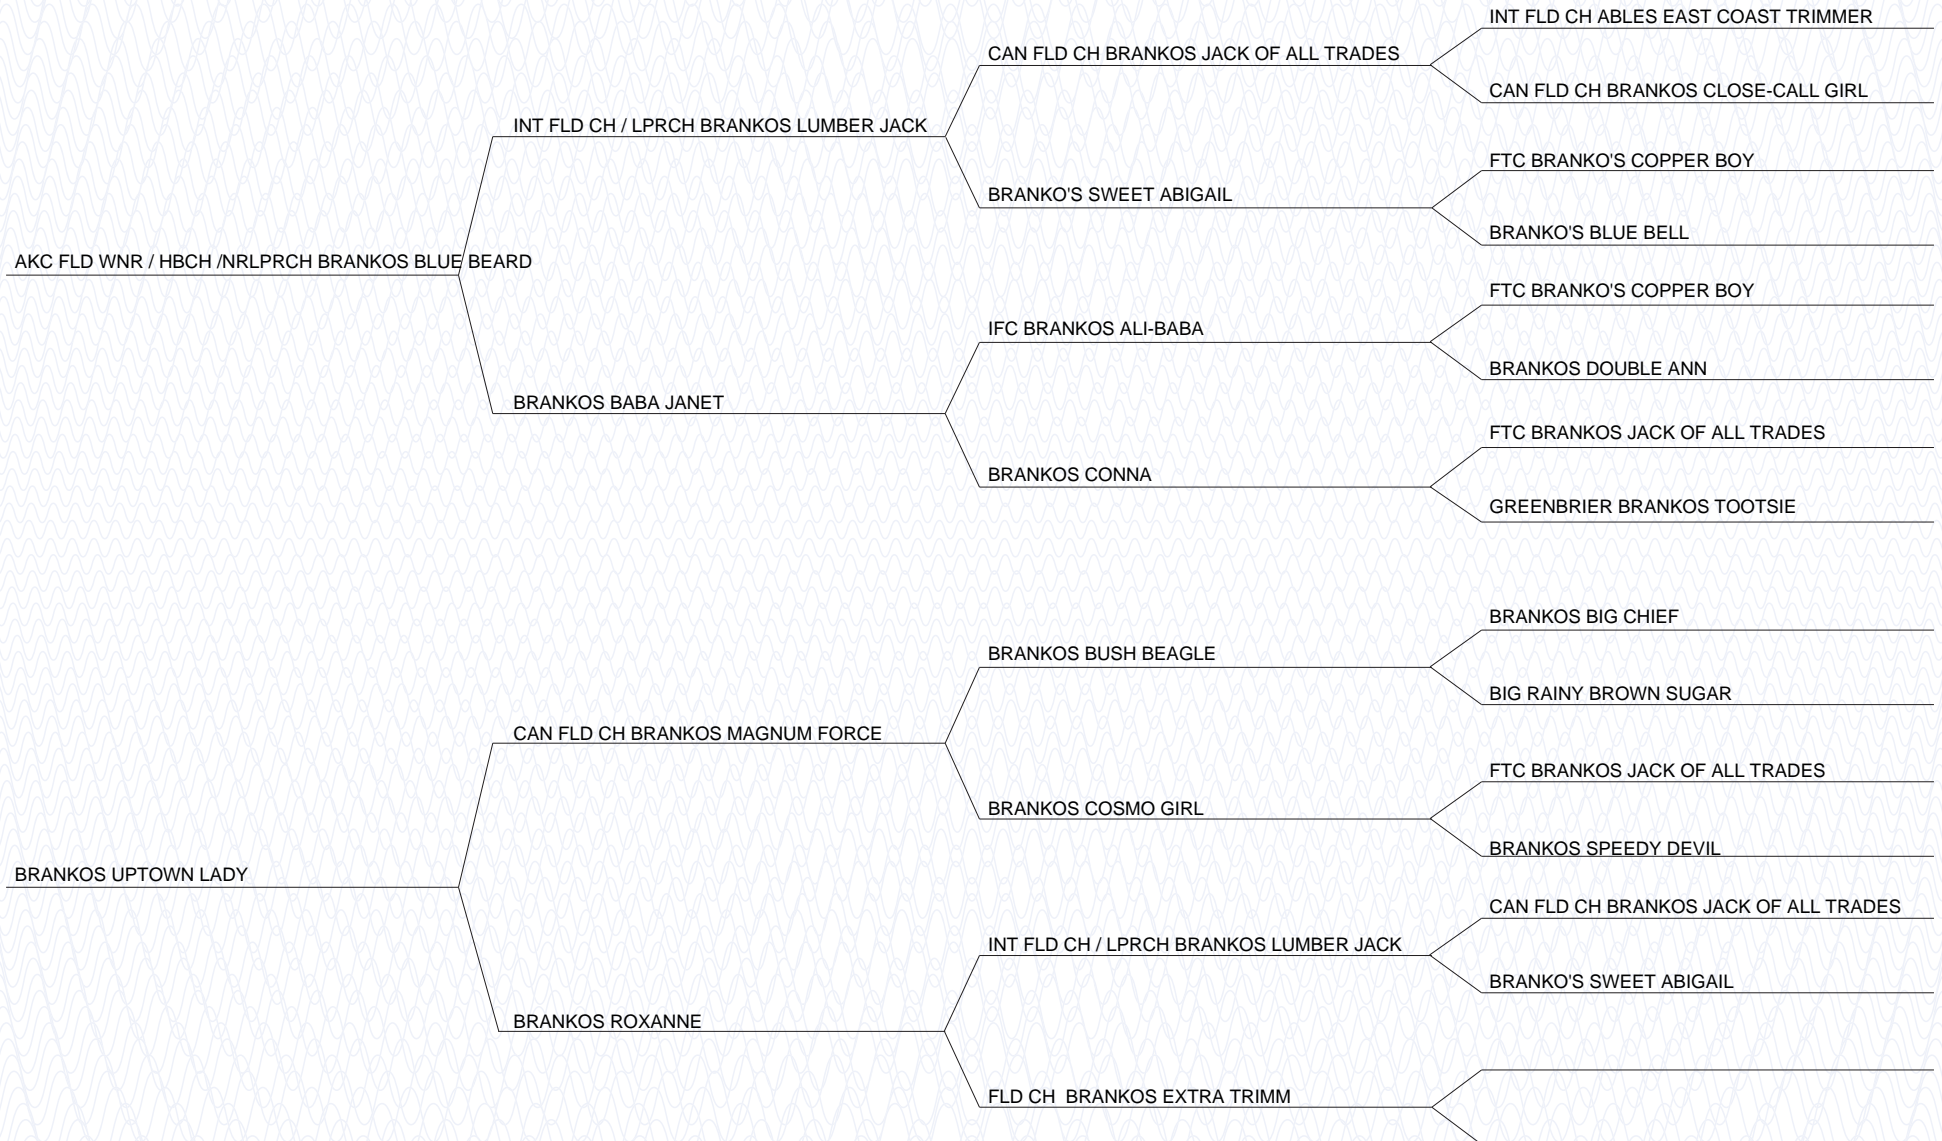 INT FLD CH ABLES EAST COAST TRIMMER
CAN FLD CH BRANKOS JACK OF ALL TRADES
CAN FLD CH BRANKOS CLOSE-CALL GIRL
INT FLD CH / LPRCH BRANKOS LUMBER JACK
FTC BRANKO'S COPPER BOY
BRANKO'S SWEET ABIGAIL
BRANKO'S BLUE BELL
AKC FLD WNR / HBCH /NRLPRCH BRANKOS BLUE BEARD
FTC BRANKO'S COPPER BOY
IFC BRANKOS ALI-BABA
BRANKOS DOUBLE ANN
BRANKOS BABA JANET
FTC BRANKOS JACK OF ALL TRADES
BRANKOS CONNA
GREENBRIER BRANKOS TOOTSIE
BRANKOS BIG CHIEF
BRANKOS BUSH BEAGLE
BIG RAINY BROWN SUGAR
CAN FLD CH BRANKOS MAGNUM FORCE
FTC BRANKOS JACK OF ALL TRADES
BRANKOS COSMO GIRL
BRANKOS SPEEDY DEVIL
BRANKOS UPTOWN LADY
CAN FLD CH BRANKOS JACK OF ALL TRADES
INT FLD CH / LPRCH BRANKOS LUMBER JACK
BRANKO'S SWEET ABIGAIL
BRANKOS ROXANNE
FLD CH  BRANKOS EXTRA TRIMM